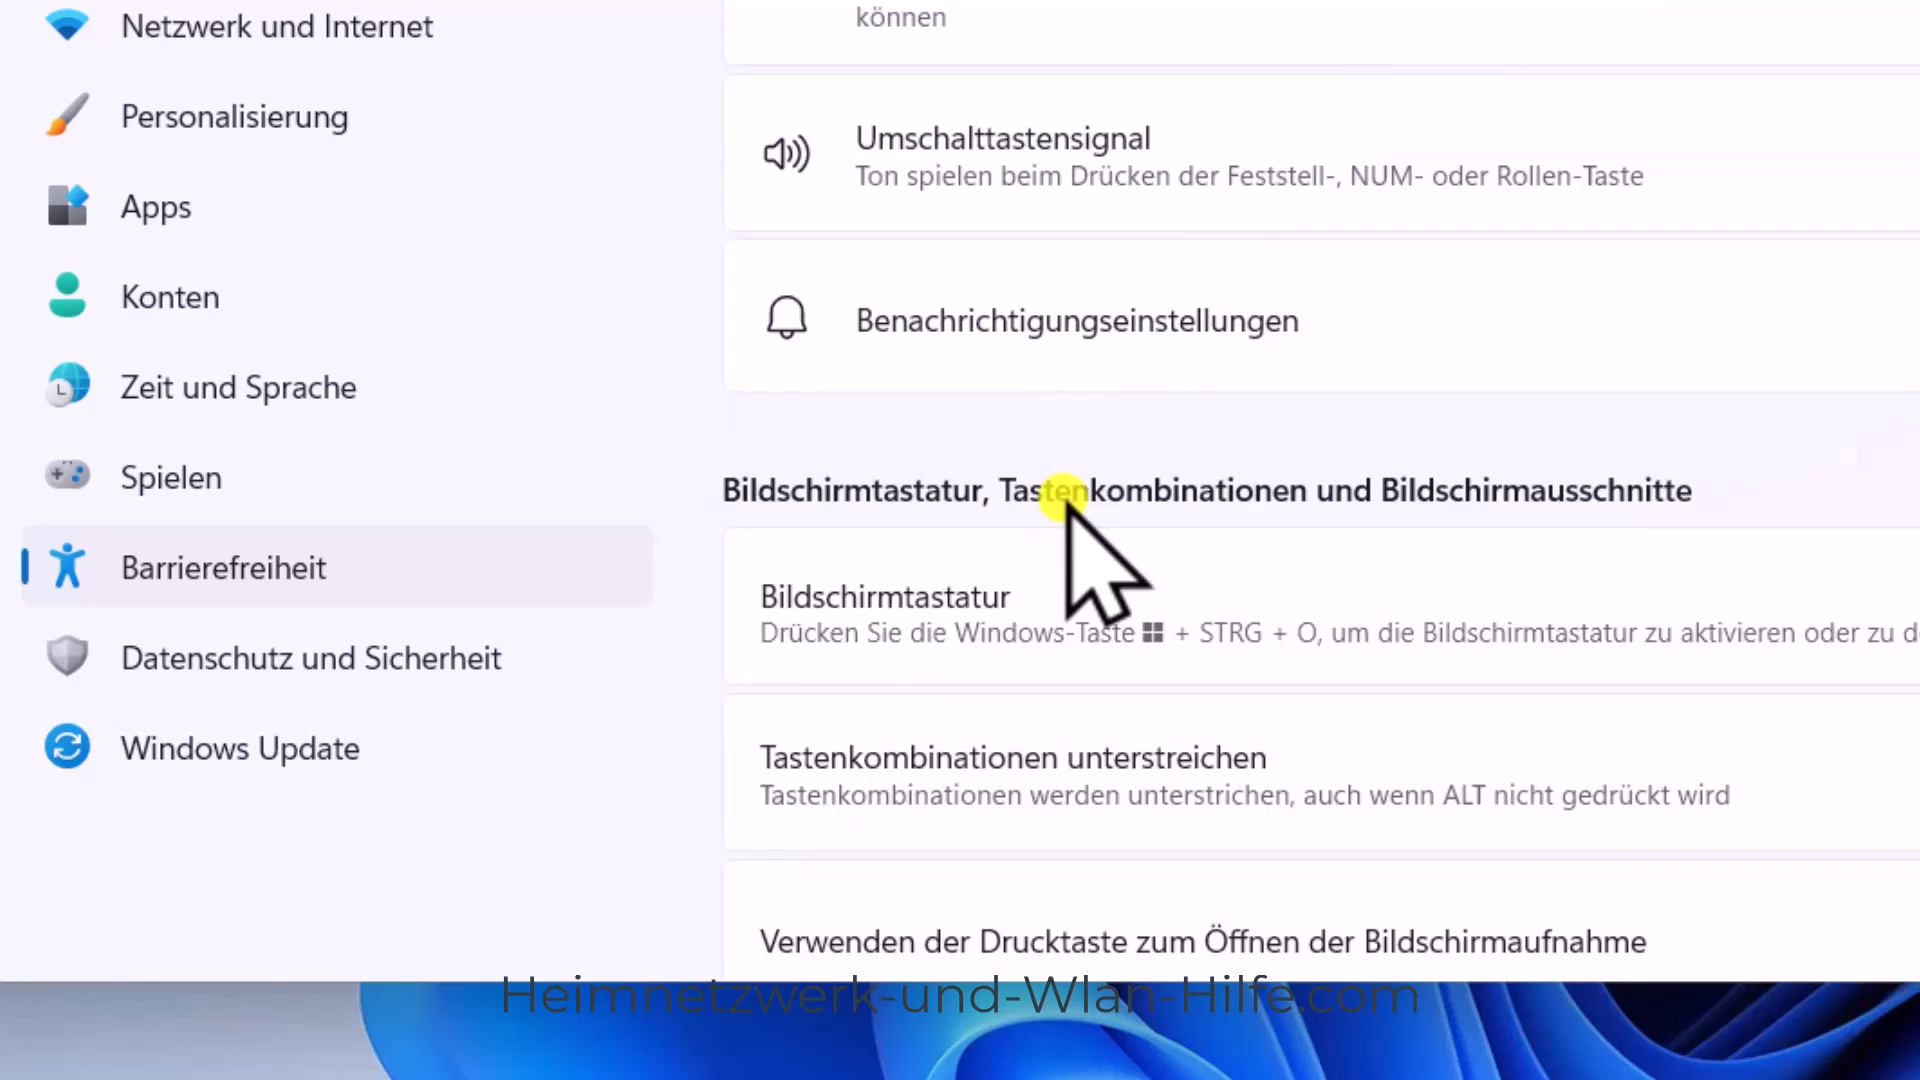 Netzwerk und Internet
Personalisierung
Apps
Konten
Zeit und Sprache
Spielen
Barrierefreiheit
Datenschutz und Sicherheit
Windows Update
können
Umschalttastensignal
Ton spielen beim Drücken der Feststell-, NUM- oder Rollen-Taste
Benachrichtigungseinstellungen
Bildschirmtastatur, Tastenkombinationen und Bildschirmausschnitte
Bildschirmtastatur
Drücken Sie die Windows-Taste + STRG + O, um die Bildschirmtastatur zu aktivieren oder zu
Tastenkombinationen unterstreichen
Tastenkombinationen werden unterstrichen, auch wenn ALT nicht gedrückt wird
Verwenden der Drucktaste zum Öffnen der Bildschirmaufnahme
Heimnetzwerk-und-Wlan-Hilfe.com